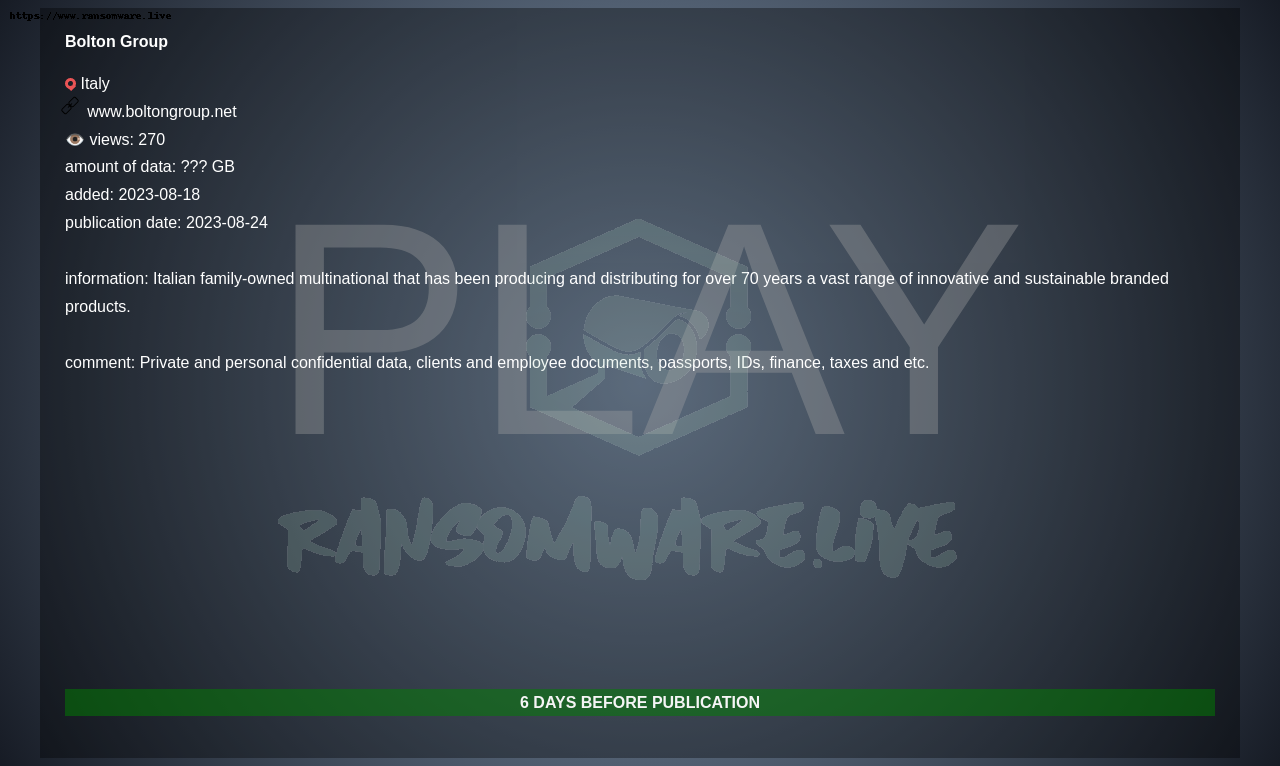 https://www.ransomware.live
Bolton Group
Italy
www.boltongroup.net
views: 270
amount of data: ??? GB
added: 2023-08-18
publication date: 2023-08-24
information: Italian family-owned multinational that has been producing and distributing for over 70 years a vast range of innovative and sustainable branded
products.
comment: Private and personal confidential data, clients and employee documents, passports, IDs, finance, taxes and etc.
PLAY
RANSOMWARE.LIVE
6 DAYS BEFORE PUBLICATION